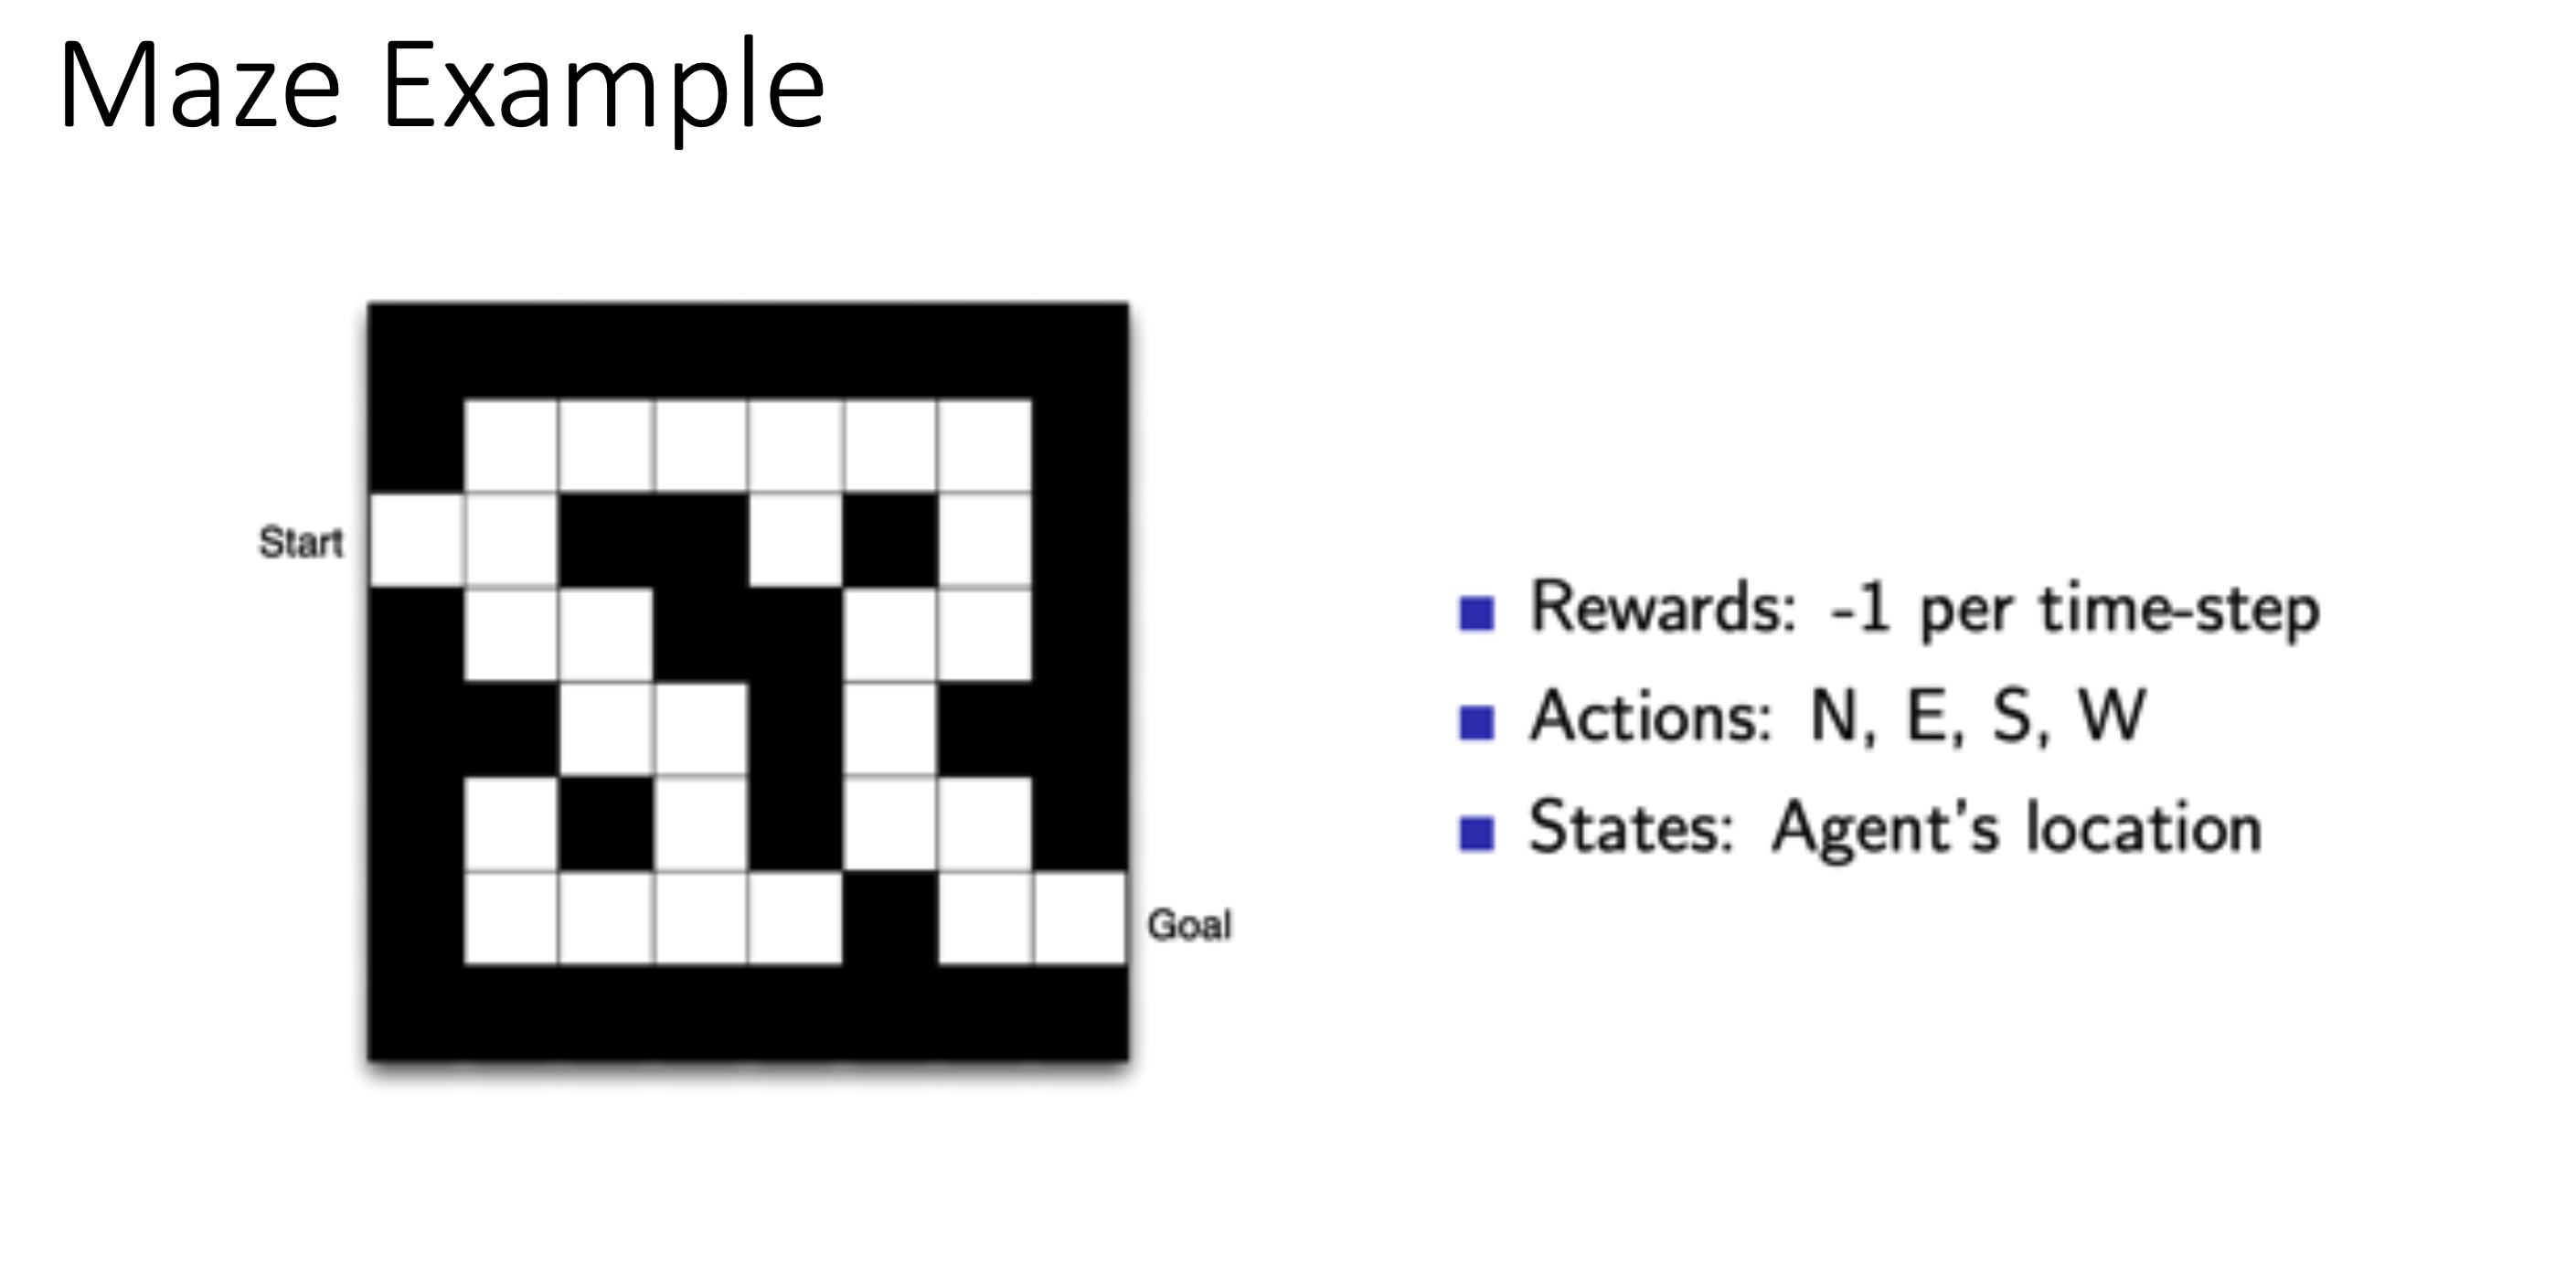 Maze Example
Start
Goal
Rewards: -1 per time-step
Actions: N, E, S, W
States: Agent's location